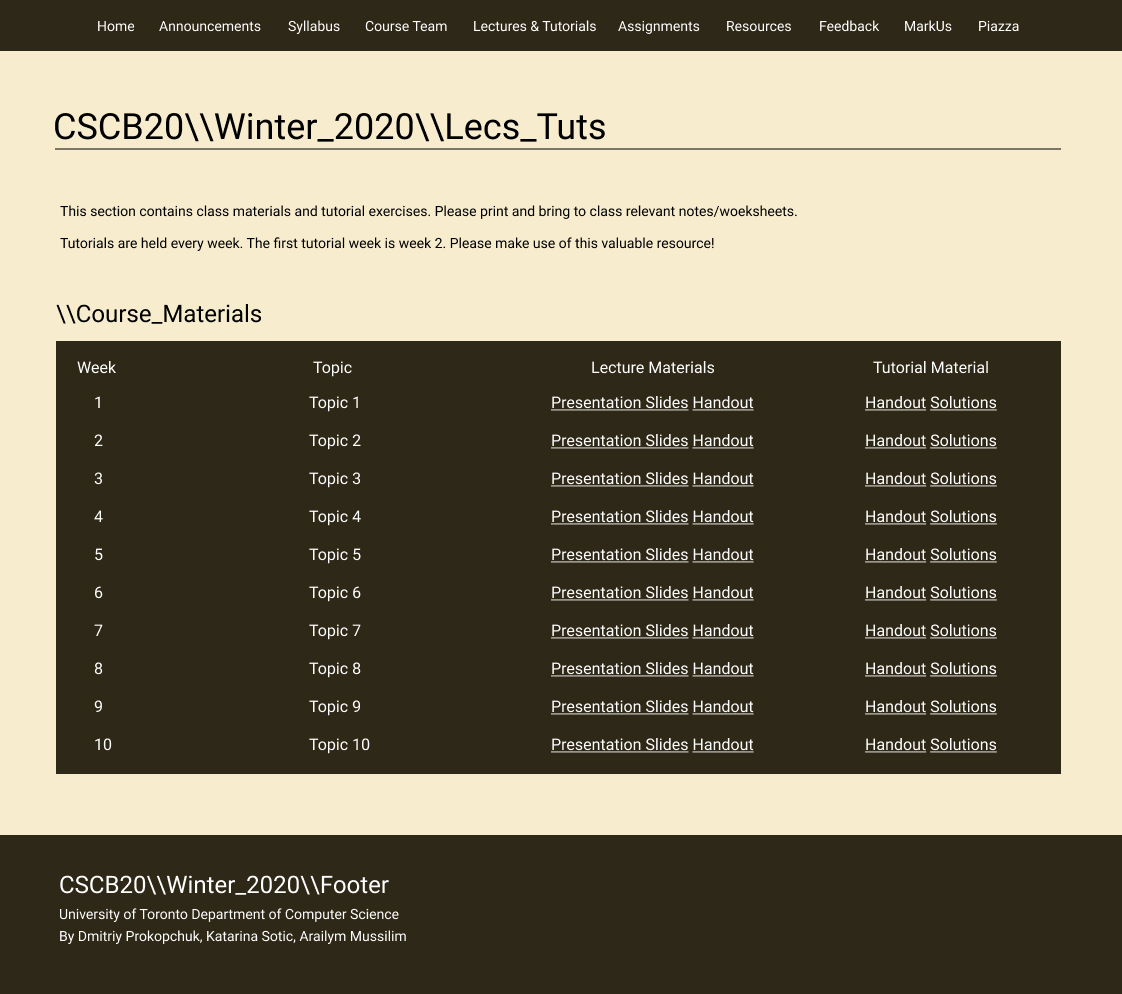 Home Announcements Syllabus Course Team Lectures & Tutorials Assignments Resources Feedback MarkUs Piazza
CSCB20\\Winter_2020\\Lecs_Tuts
This section contains class materials and tutorial exercises. Please print and bring to class relevant notes/woeksheets.
Tutorials are held every week. The first tutorial week is week 2. Please make use of this valuable resource!
\\Course_Materials
Week Topic Lecture Materials Tutorial Material
1 Topic 1 Presentation Slides Handout Handout Solutions
2 Topic 2 Presentation Slides Handout Handout Solutions
3 Topic 3 Presentation Slides Handout Handout Solutions
4 Topic 4 Presentation Slides Handout Handout Solutions
5 Topic 5 Presentation Slides Handout Handout Solutions
6 Topic 6 Presentation Slides Handout Handout Solutions
7 Topic 7 Presentation Slides Handout Handout Solutions
8 Topic 8 Presentation Slides Handout Handout Solutions
9 Topic 9 Presentation Slides Handout Handout Solutions
10 Topic 10 Presentation Slides Handout Handout Solutions
CSCB20\\Winter_2020\\Footer
University of Toronto Department of Computer Science
By Dmitriy Prokopchuk, Katarina Sotic, Arailym Mussilim